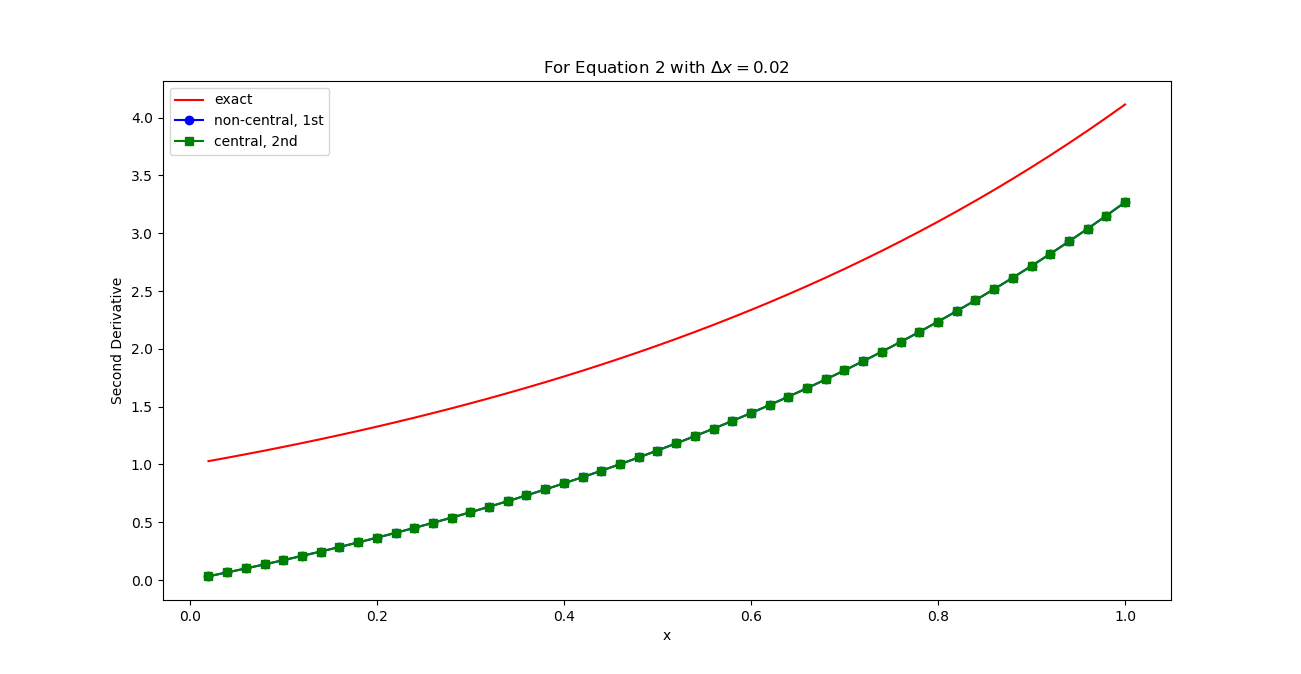 For Equation 2 with Δx = 0.02
exact
non-central, 1st
central, 2nd
4.0
3.5
3.0
2.5
2.0
1.5
1.0
0.5
0.0
Second Derivative
0.0 0.2 0.4 0.6 0.8 1.0
x